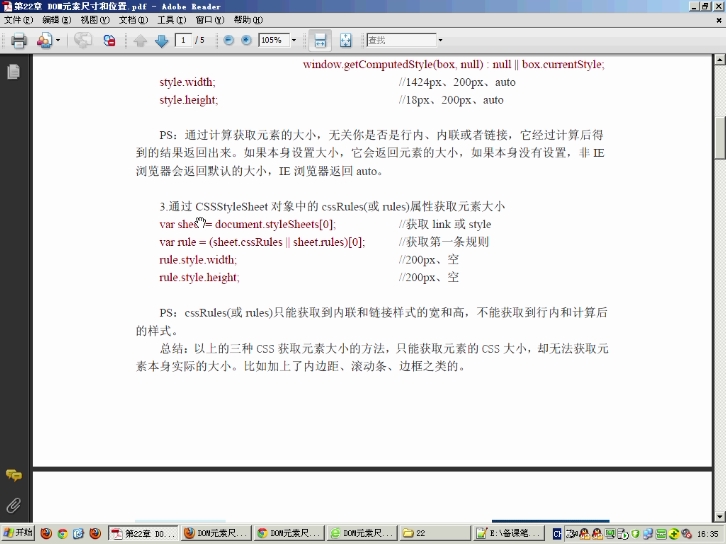 第22章 DOM元素尺寸和位置.pdf - Adobe Reader
文件(F) 编辑(E) 视图(V) 文档(D) 工具(T) 窗口(W) 帮助(H)
1 / 5 105% 查找
window.getComputedStyle(box, null) : null || box.currentStyle;
style.width; //1424px、200px、auto
style.height; //18px、200px、auto
PS：通过计算获取元素的大小，无关你是否是行内、内联或者链接，它经过计算后得
到的结果返回出来。如果本身设置大小，它会返回元素的大小，如果本身没有设置，非 IE
浏览器会返回默认的大小，IE 浏览器返回 auto。
3.通过 CSSStyleSheet 对象中的 cssRules(或 rules)属性获取元素大小
var sheet = document.styleSheets[0]; //获取 link 或 style
var rule = (sheet.cssRules || sheet.rules)[0]; //获取第一条规则
rule.style.width; //200px、空
rule.style.height; //200px、空
PS：cssRules(或 rules)只能获取到内联和链接样式的宽和高，不能获取到行内和计算后
的样式。
总结：以上的三种 CSS 获取元素大小的方法，只能获取元素的 CSS 大小，却无法获取元
素本身实际的大小。比如加上了内边距、滚动条、边框之类的。
开始 第22章 DO... DOM元素尺... DOM元素尺... DOM元素尺... 22 E:\备课笔... 16:35